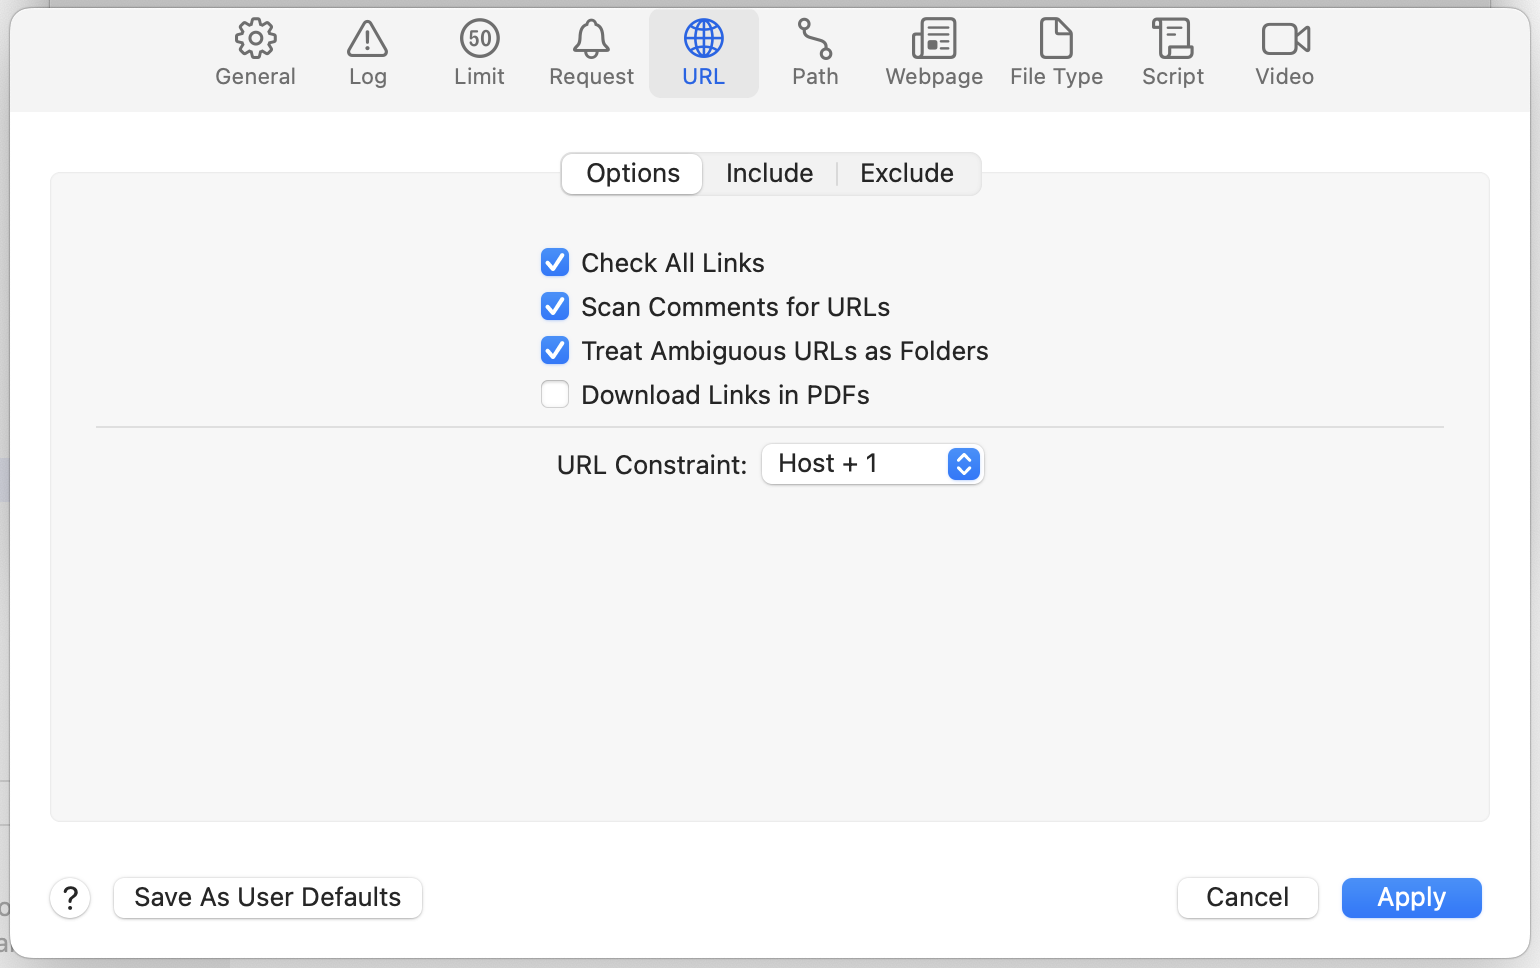 General Log 50 Limit Request URL Path Webpage File Type Script Video
Options Include Exclude
Check All Links
Scan Comments for URLs
Treat Ambiguous URLs as Folders
Download Links in PDFs
URL Constraint: Host + 1
? Save As User Defaults Cancel Apply